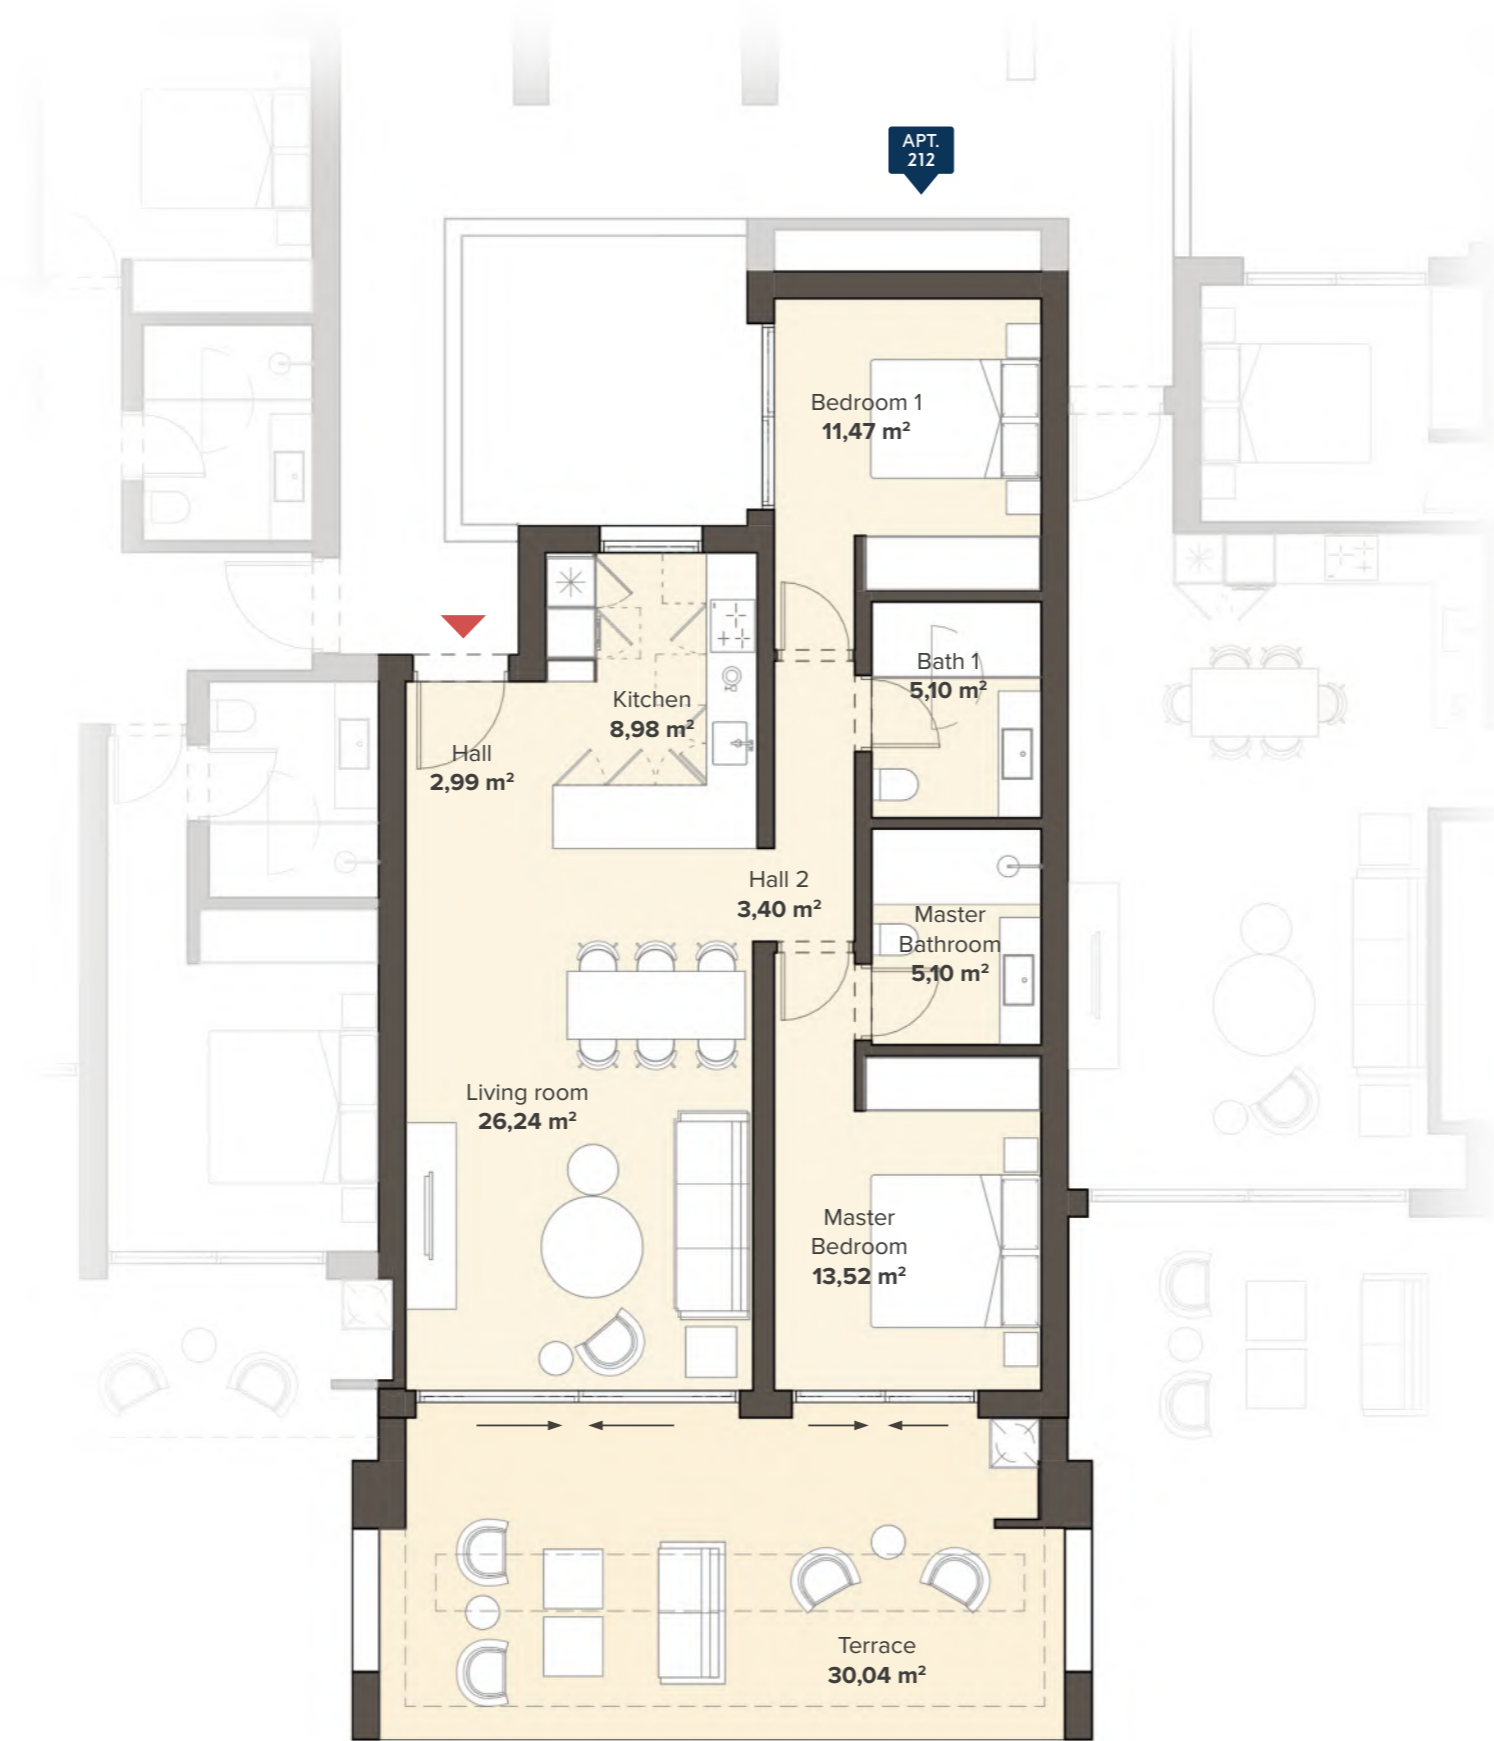 APT.
212
Bedroom 1
11,47 m²
Bath 1
5,10 m²
Kitchen
8,98 m²
Hall
2,99 m²
Hall 2
3,40 m²
Master
Bathroom
5,10 m²
Living room
26,24 m²
Master
Bedroom
13,52 m²
Terrace
30,04 m²